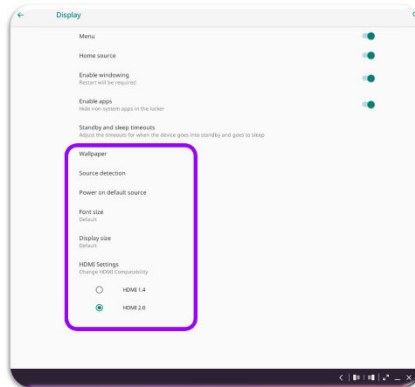 Display
Menu
Home source
Enable windowing
Restart will be required
Enable apps
Hide non-system apps in the locker
Standby and sleep timeouts
Adjust the timeouts for when the device goes into standby and goes to sleep
Wallpaper
Source detection
Power on default source
Font size
Default
Display size
Default
HDMI Settings
Change HDMI Compatibility
HDMI 1.4
HDMI 2.0